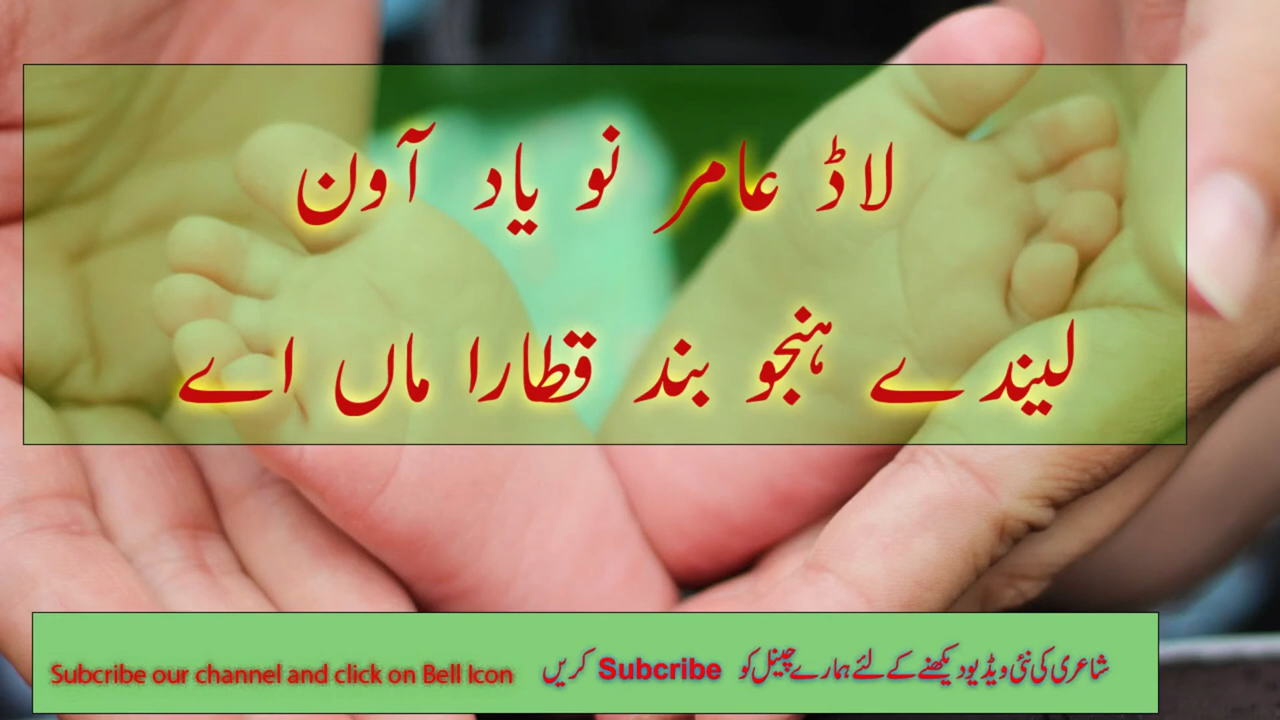 لاڈ عامر نو یاد آون
لیندے ہنجو بند قطارا ماں اے
Subcribe our channel and click on Bell Icon
شاعری کی نئی ویڈیو دیکھنے کے لئے ہمارے چینل کو Subcribe کریں